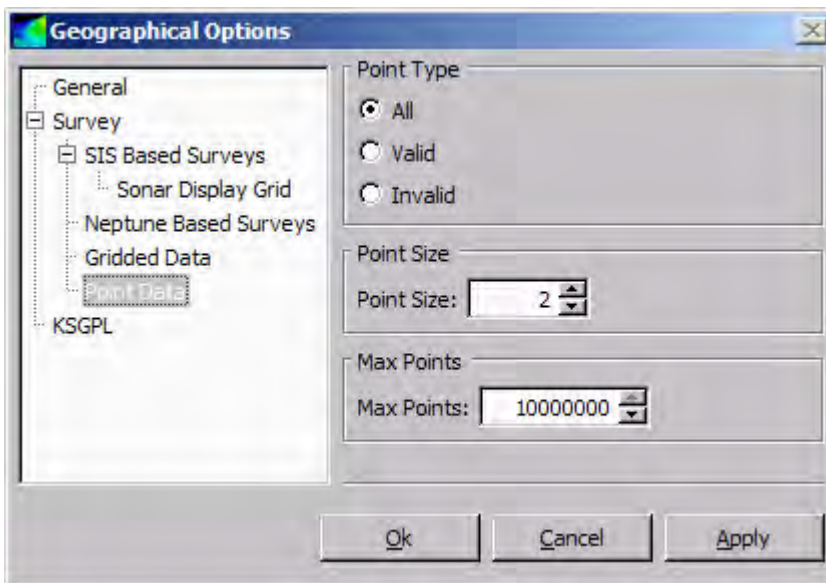 Geographical Options
General
Survey
SIS Based Surveys
Sonar Display Grid
Neptune Based Surveys
Gridded Data
Point Data
KSGPL
Point Type
All
Valid
Invalid
Point Size
Point Size: 2
Max Points
Max Points: 10000000
Ok Cancel Apply